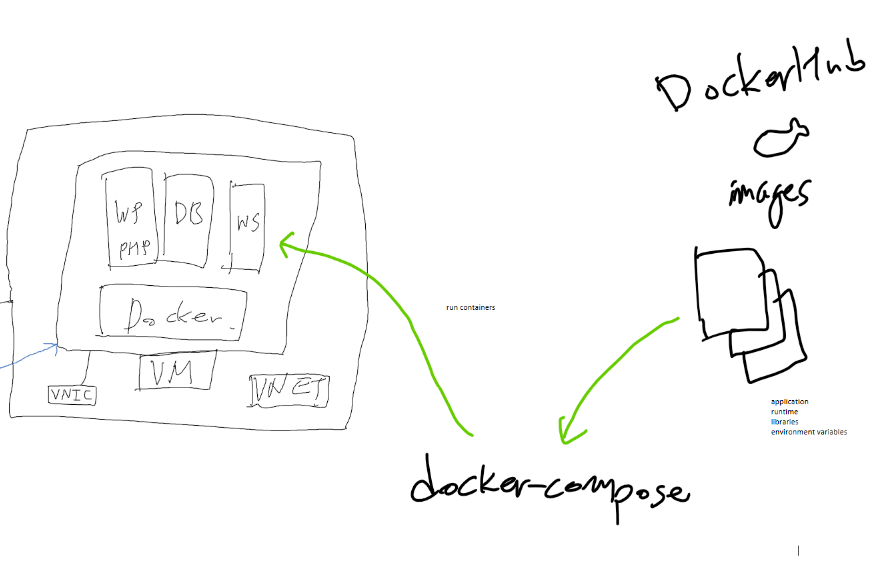 DockerHub
images
WP
PHP
DB
WS
Docker.
VM
VNIC
VNET
run containers
application
runtime
libraries
environment variables
docker-compose